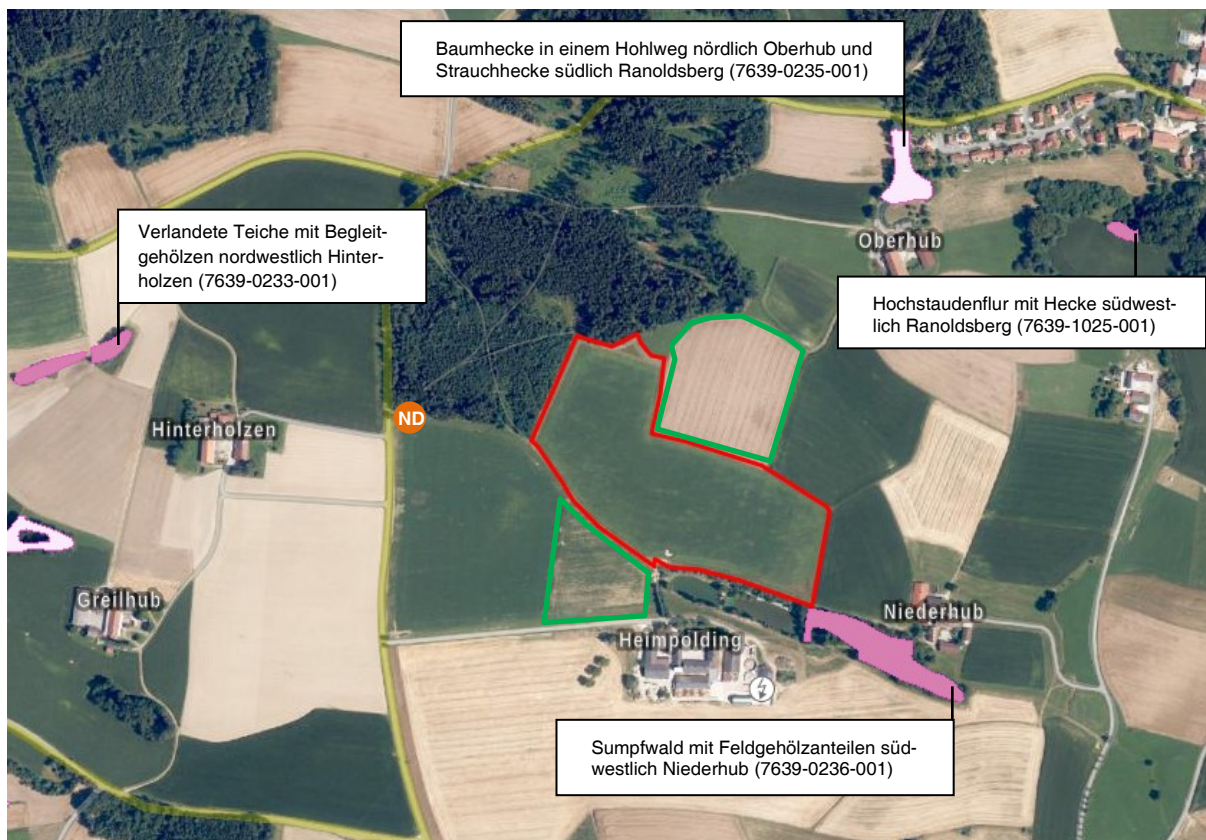 Baumhecke in einem Hohlweg nördlich Oberhub und
Strauchhecke südlich Ranoldsberg (7639-0235-001)
Verlandete Teiche mit Begleit-
gehölzen nordwestlich Hinter-
holzen (7639-0233-001)
Oberhub
Hochstaudenflur mit Hecke südwest-
lich Ranoldsberg (7639-1025-001)
ND
Hinterholzen
Greilhub
Niederhub
Heimpolding
Sumpfwald mit Feldgehölzanteilen süd-
westlich Niederhub (7639-0236-001)